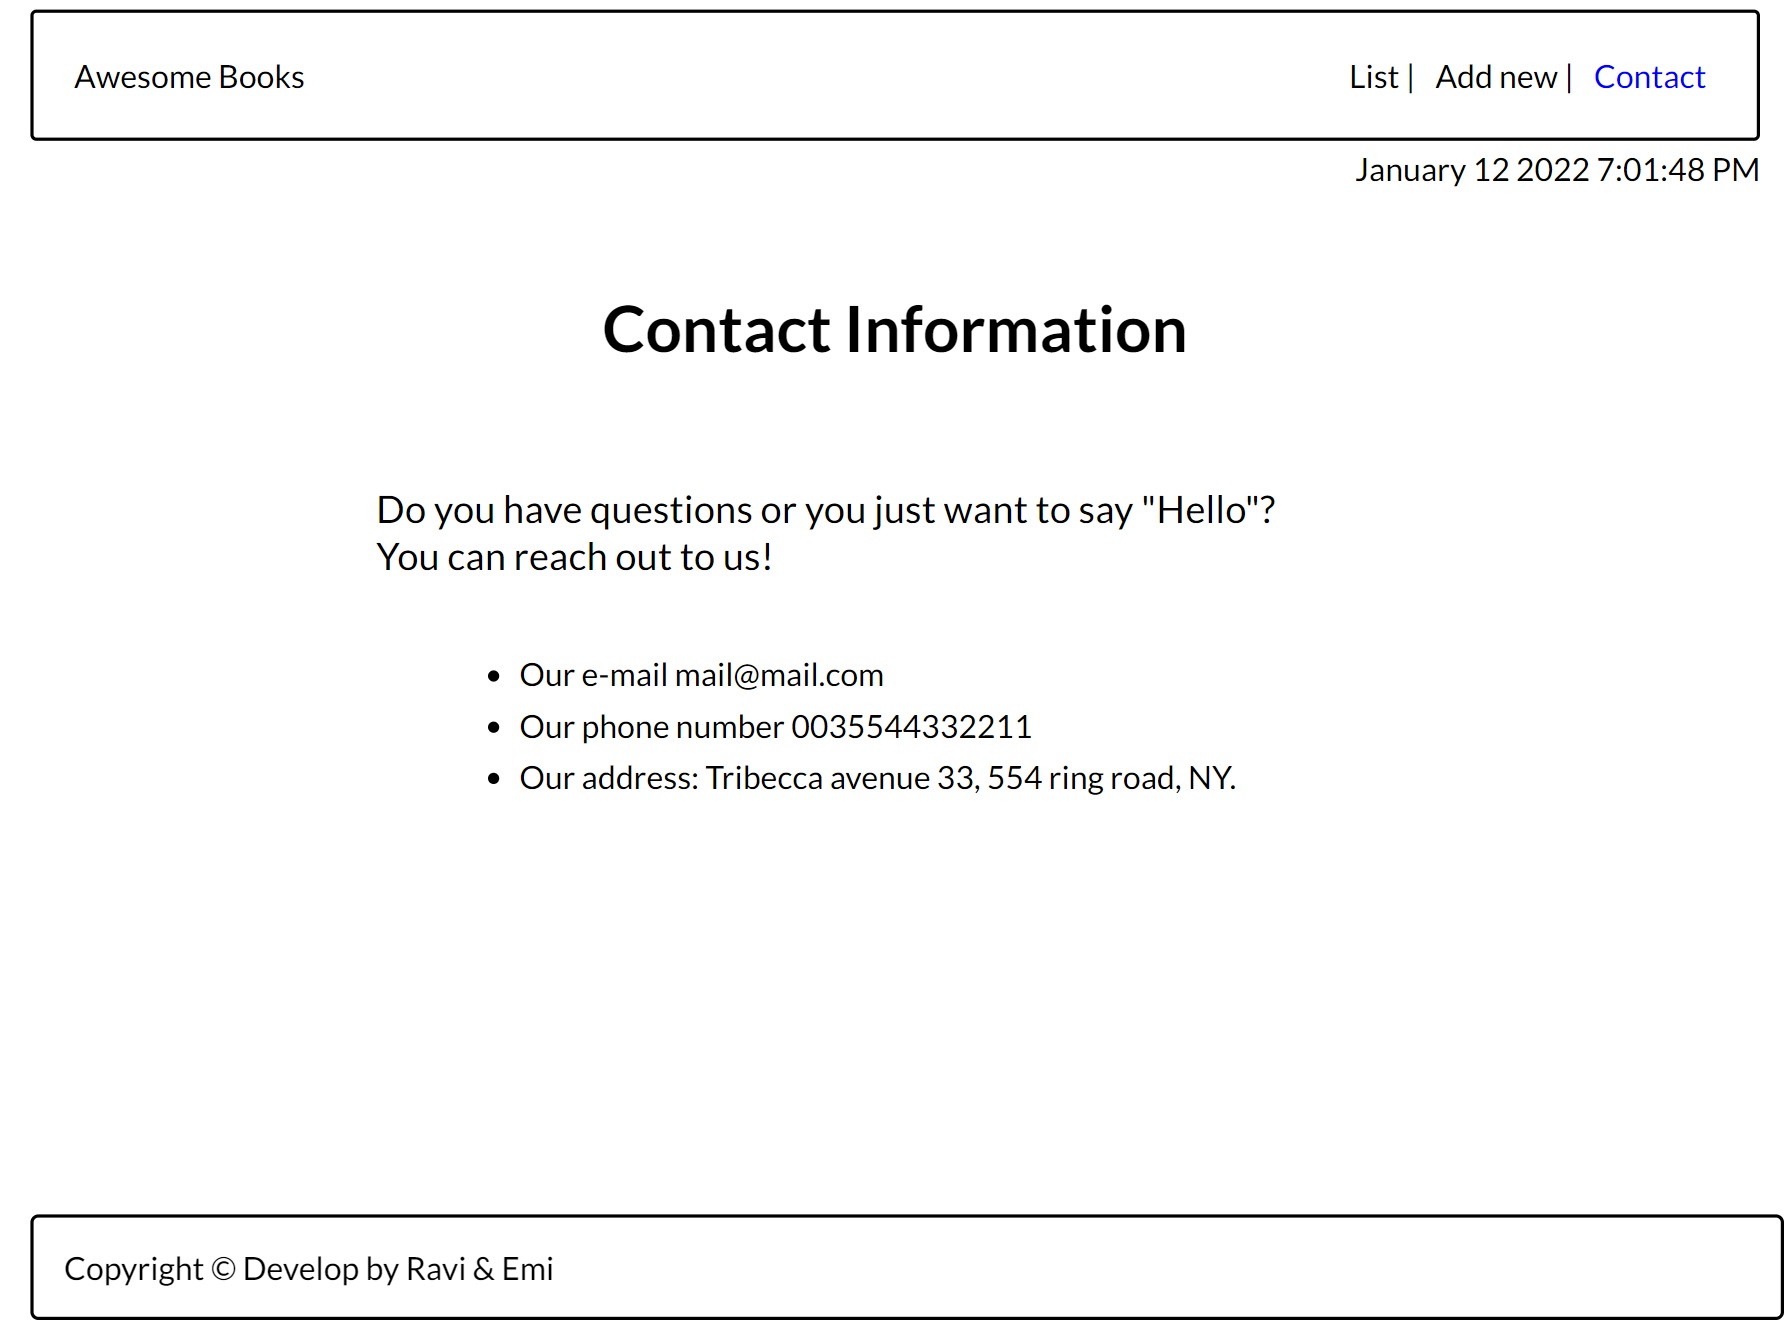 Awesome Books
List | Add new | Contact
January 12 2022 7:01:48 PM
Contact Information
Do you have questions or you just want to say "Hello"?
You can reach out to us!
• Our e-mail mail@mail.com
• Our phone number 0035544332211
• Our address: Tribecca avenue 33, 554 ring road, NY.
Copyright © Develop by Ravi & Emi